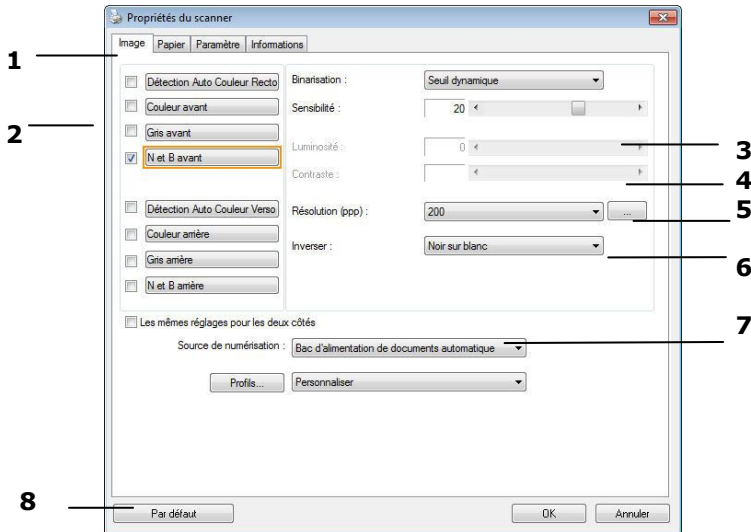 Propriétés du scanner
Image Papier Paramètre Informations
1
Détection Auto Couleur Recto
Binarisation : Seuil dynamique
Couleur avant
Sensibilité : 20
2
Gris avant
N et B avant
Luminosité : 0
3
Contraste :
4
Détection Auto Couleur Verso
Résolution (ppp) : 200 ...
5
Couleur arrière
Inverser : Noir sur blanc
6
Gris arrière
N et B arrière
Les mêmes réglages pour les deux côtés
7
Source de numérisation : Bac d'alimentation de documents automatique
Profils... Personnaliser
8
Par défaut OK Annuler